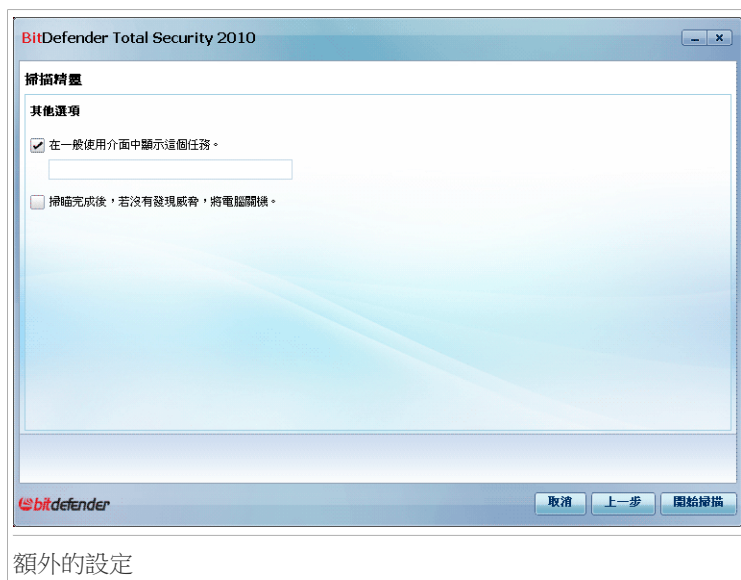 BitDefender Total Security 2010
掃描精靈
其他選項
在一般使用介面中顯示這個任務。
掃瞄完成後，若沒有發現威脅，將電腦關機。
bitdefender
取消
上一步
開始掃描
額外的設定